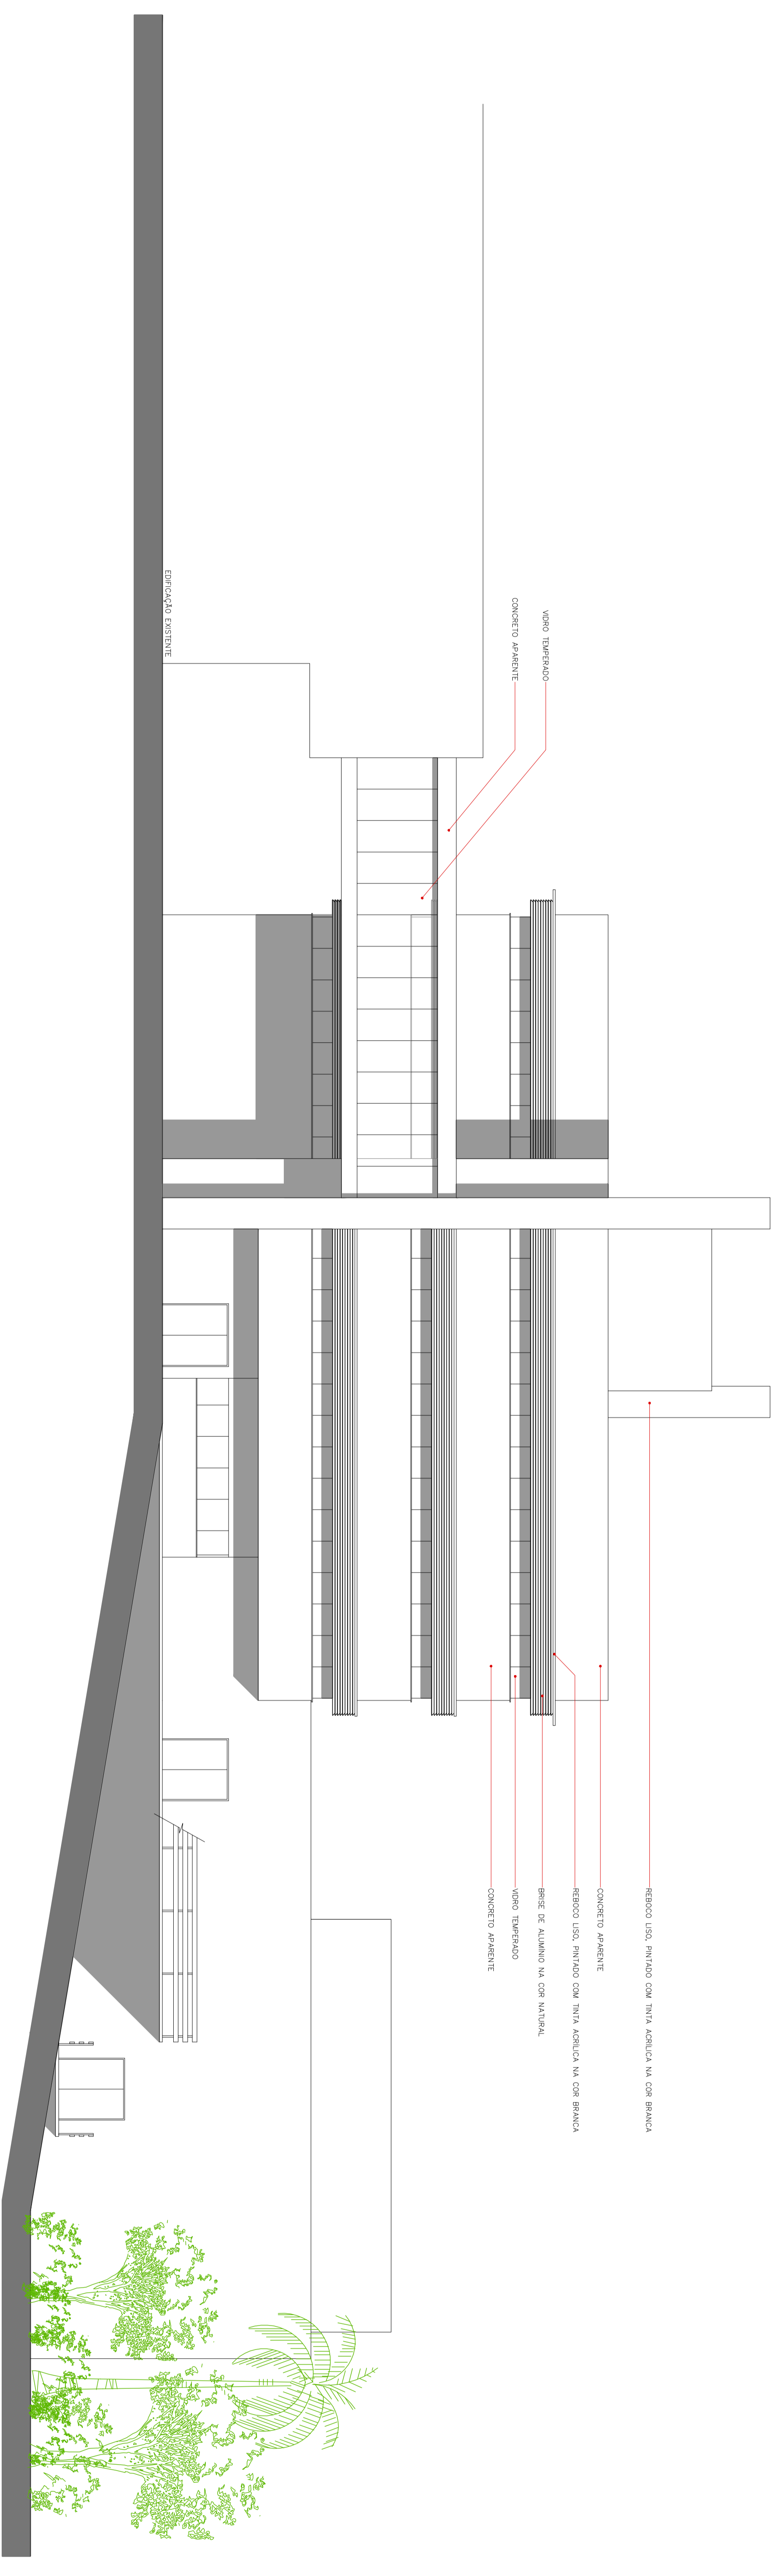 REBOCO LISO, PINTADO COM TINTA ACRÍLICA NA COR BRANCA
CONCRETO APARENTE
REBOCO LISO, PINTADO COM TINTA ACRÍLICA NA COR BRANCA
VIDRO TEMPERADO
BRISE DE ALUMÍNIO NA COR NATURAL
CONCRETO APARENTE
VIDRO TEMPERADO
CONCRETO APARENTE
EDIFICAÇÃO EXISTENTE